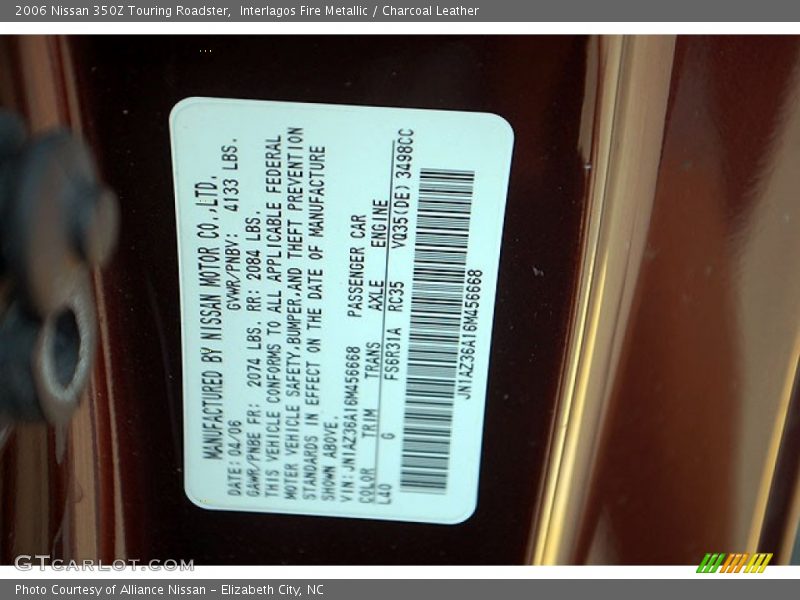 2006 Nissan 350Z Touring Roadster,  Interlagos Fire Metallic / Charcoal Leather
MANUFACTURED BY NISSAN MOTOR CO.,LTD.
DATE:04/06 GVWR/PNBV: 4133 LBS.
GAWR/PNBE FR: 2074 LBS. RR: 2084 LBS.
THIS VEHICLE CONFORMS TO ALL APPLICABLE FEDERAL
MOTOR VEHICLE SAFETY,BUMPER,AND THEFT PREVENTION
STANDARDS IN EFFECT ON THE DATE OF MANUFACTURE
SHOWN ABOVE.
VIN:JN1AZ36A16M456668 PASSENGER CAR
COLOR TRIM TRANS AXLE ENGINE
L40 G FS6R31A RC35 VQ35(DE) 3498CC
JN1AZ36A16M456668
GTCarLot.com
Photo Courtesy of Alliance Nissan - Elizabeth City, NC